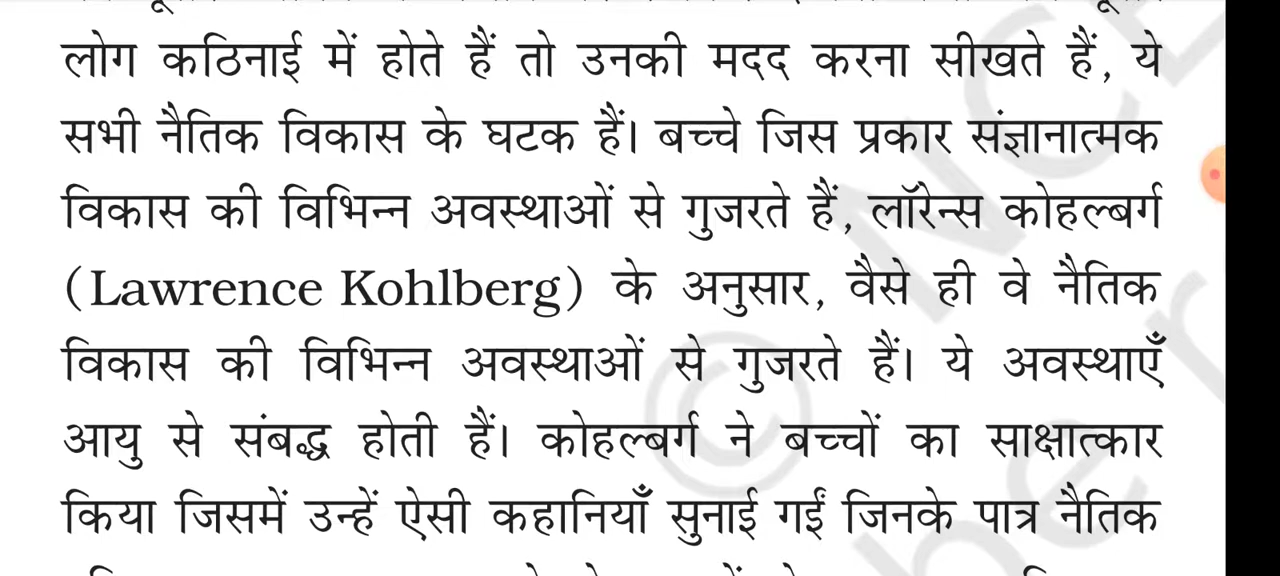 लोग कठिनाई में होते हैं तो उनकी मदद करना सीखते हैं, ये
सभी नैतिक विकास के घटक हैं। बच्चे जिस प्रकार संज्ञानात्मक
विकास की विभिन्न अवस्थाओं से गुजरते हैं, लॉरेन्स कोहल्बर्ग
(Lawrence Kohlberg) के अनुसार, वैसे ही वे नैतिक
विकास की विभिन्न अवस्थाओं से गुजरते हैं। ये अवस्थाएँ
आयु से संबद्ध होती हैं। कोहल्बर्ग ने बच्चों का साक्षात्कार
किया जिसमें उन्हें ऐसी कहानियाँ सुनाई गईं जिनके पात्र नैतिक